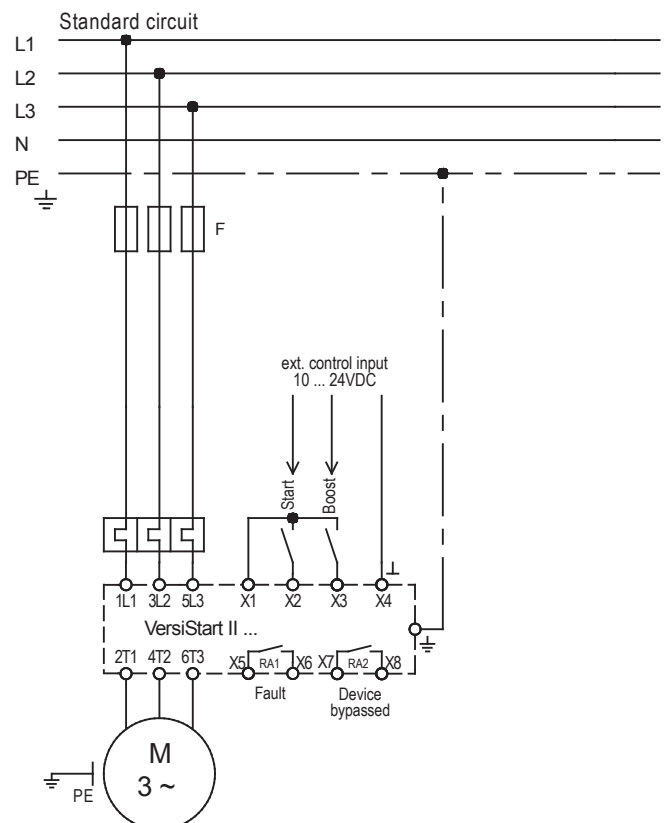 Standard circuit
L1
L2
L3
N
PE
F
ext. control input
10 ... 24VDC
Start
Boost
1L1 3L2 5L3 X1 X2 X3 X4
VersiStart II ...
2T1 4T2 6T3 X5 RA1 X6 X7 RA2 X8
Fault
Device
bypassed
M
3 ~
PE